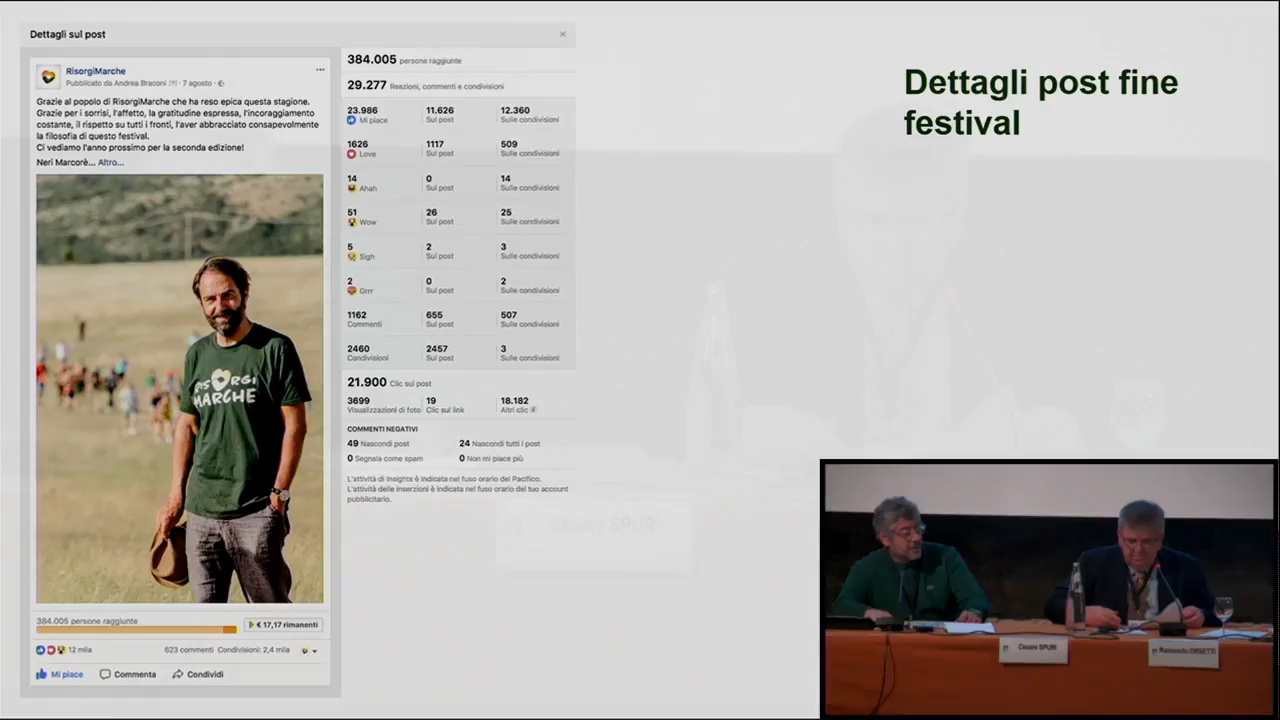 Dettagli sul post
RisorgiMarche
Pubblicato da Andrea Braconi [?] · 7 agosto ·
Grazie al popolo di RisorgiMarche che ha reso epica questa stagione.
Grazie per i sorrisi, l'affetto, la gratitudine espressa, l'incoraggiamento
costante, il rispetto su tutti i fronti, l'aver abbracciato consapevolmente
la filosofia di questo festival.
Ci vediamo l'anno prossimo per la seconda edizione!
Neri Marcorè... Altro...
RISORGI
MARCHE
384.005 persone raggiunte
€ 17,17 rimanenti
12 mila
623 commenti Condivisioni: 2,4 mila
Mi piace Commenta Condividi
384.005 persone raggiunte
29.277 Reazioni, commenti e condivisioni
23.986 11.626 12.360
Mi piace Sul post Sulle condivisioni
1626 1117 509
Love Sul post Sulle condivisioni
14 0 14
Ahah Sul post Sulle condivisioni
51 26 25
Wow Sul post Sulle condivisioni
5 2 3
Sigh Sul post Sulle condivisioni
2 0 2
Grrr Sul post Sulle condivisioni
1162 655 507
Commenti Sul post Sulle condivisioni
2460 2457 3
Condivisioni Sul post Sulle condivisioni
21.900 Clic sul post
3699 19 18.182
Visualizzazioni di foto Clic sui link Altri clic
COMMENTI NEGATIVI
49 Nascondi post 24 Nascondi tutti i post
0 Segnala come spam 0 Non mi piace più
L'attività di Insights è indicata nel fuso orario del Pacifico.
L'attività delle inserzioni è indicata nel fuso orario del tuo account
pubblicitario.
Dettagli post fine
festival
Cesare SPURI
Cesare SPURI
Raimondo ORSETTI